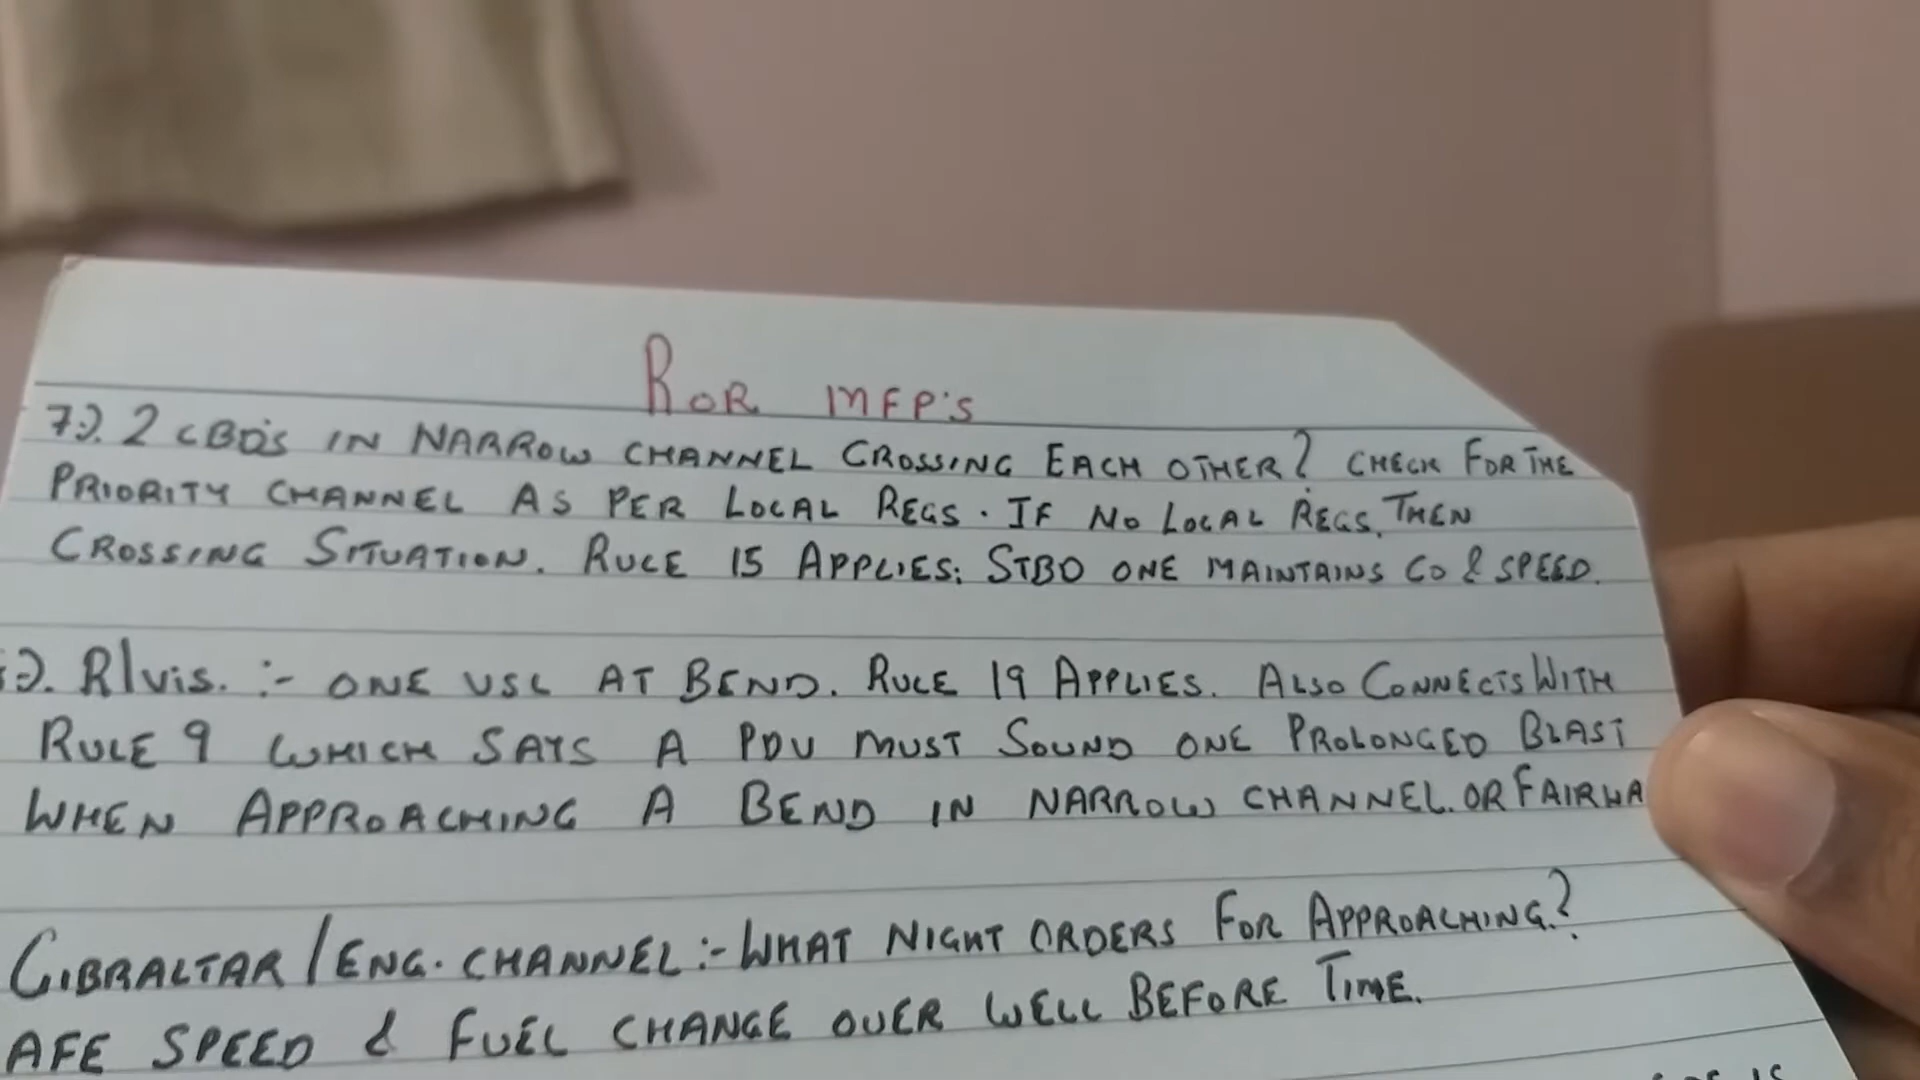 ROR MFP'S
7). 2 CBD'S IN NARROW CHANNEL CROSSING EACH OTHER? CHECK FOR THE
PRIORITY CHANNEL AS PER LOCAL REGS. IF NO LOCAL REGS, THEN
CROSSING SITUATION. RULE 15 APPLIES: STBD ONE MAINTAINS CO & SPEED.
). R/VIS. :- ONE VSL AT BEND. RULE 19 APPLIES. ALSO CONNECTS WITH
RULE 9 WHICH SAYS A PDV MUST SOUND ONE PROLONGED BLAST
WHEN APPROACHING A BEND IN NARROW CHANNEL. OR FAIRWA
GIBRALTAR / ENG. CHANNEL :- WHAT NIGHT ORDERS FOR APPROACHING?
AFE SPEED & FUEL CHANGE OVER WELL BEFORE TIME.